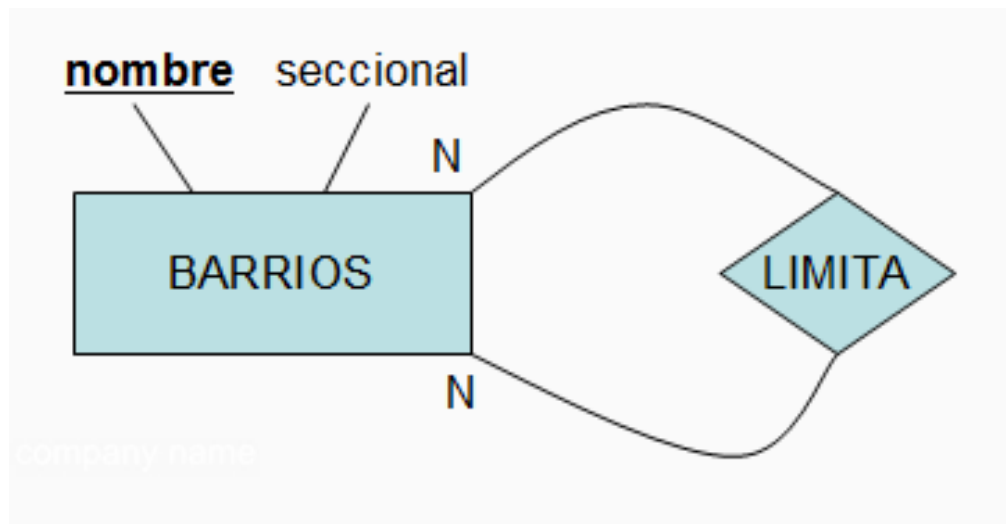 nombre seccional
N
BARRIOS
LIMITA
N
company name